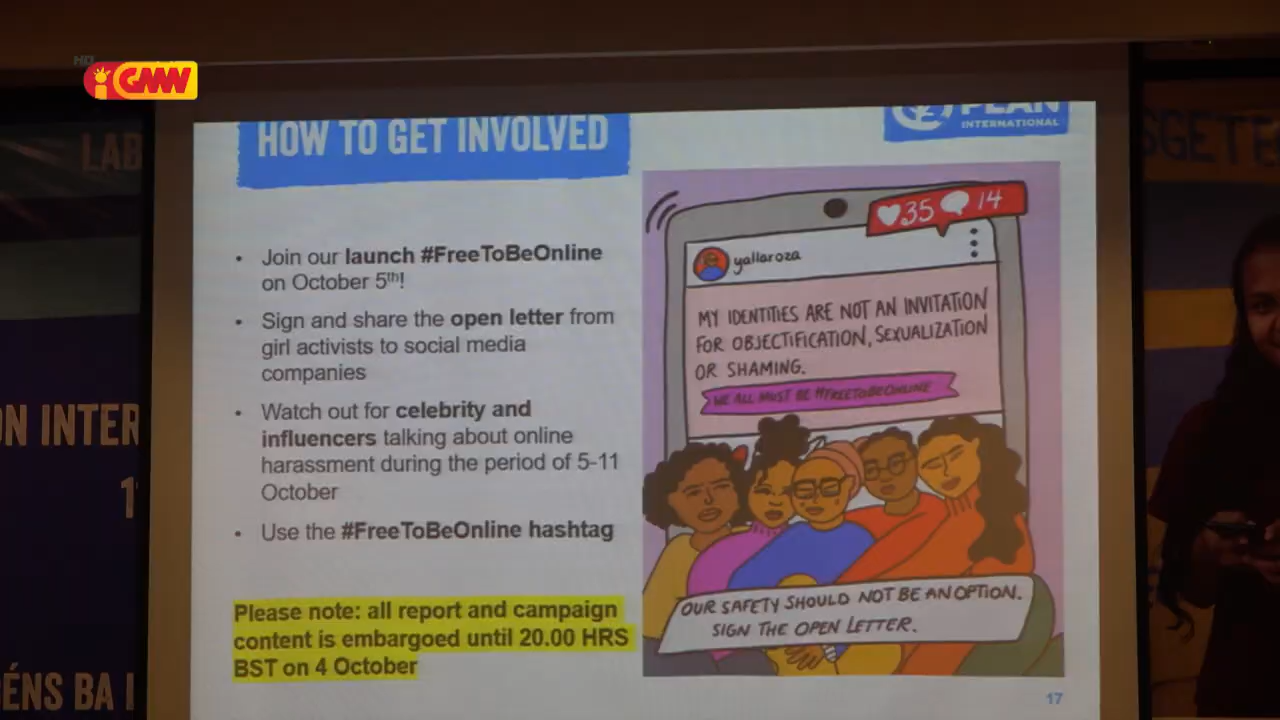 HD
GMN
LAB
ON INTER
1
ÉNS BA I
SGETE
HOW TO GET INVOLVED
PLAN
INTERNATIONAL
• Join our launch #FreeToBeOnline
on October 5th!
• Sign and share the open letter from
girl activists to social media
companies
• Watch out for celebrity and
influencers talking about online
harassment during the period of 5-11
October
• Use the #FreeToBeOnline hashtag
Please note: all report and campaign
content is embargoed until 20.00 HRS
BST on 4 October
35 14
yallaroza
MY IDENTITIES ARE NOT AN INVITATION
FOR OBJECTIFICATION, SEXUALIZATION
OR SHAMING.
WE ALL MUST BE #FREETOBEONLINE
OUR SAFETY SHOULD NOT BE AN OPTION.
SIGN THE OPEN LETTER.
17